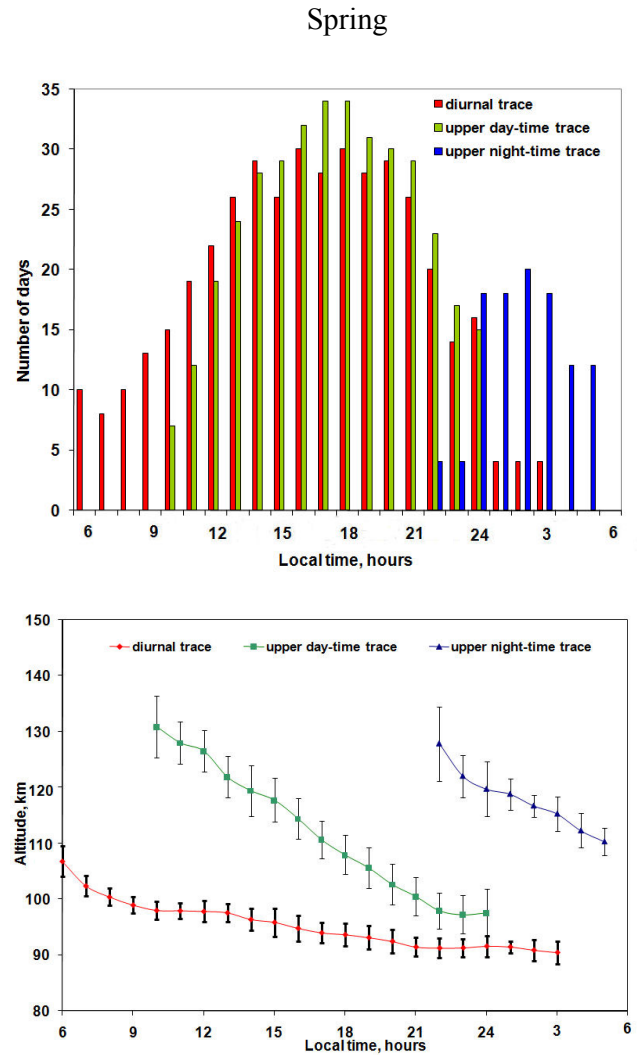 Spring
35
30
25
20
15
10
5
0
Number of days
diurnal trace
upper day-time trace
upper night-time trace
6 9 12 15 18 21 24 3 6
Local time, hours
150
140
130
120
110
100
90
80
Altitude, km
diurnal trace upper day-time trace upper night-time trace
6 9 12 15 18 21 24 3 6
Local time, hours